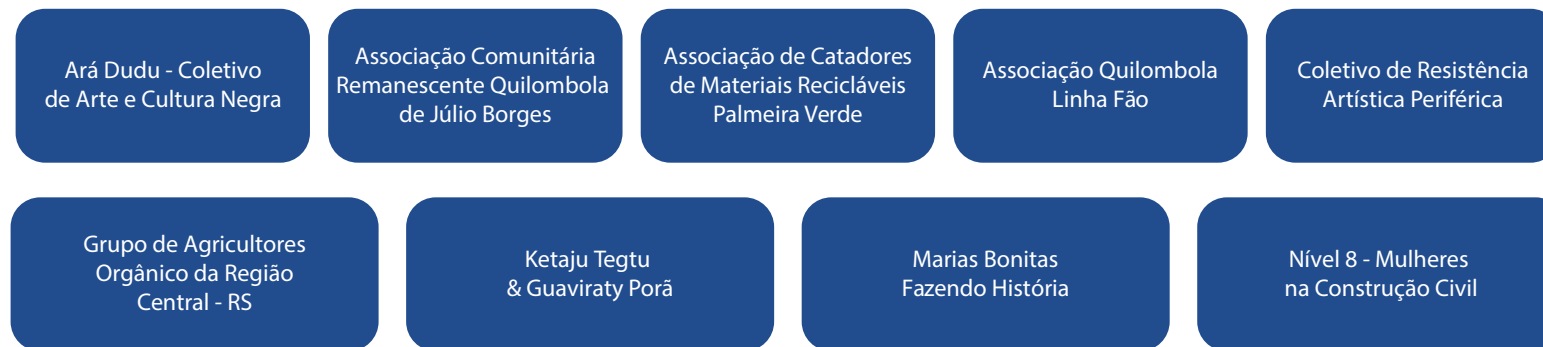 Ará Dudu - Coletivo
de Arte e Cultura Negra
Associação Comunitária
Remanescente Quilombola
de Júlio Borges
Associação de Catadores
de Materiais Recicláveis
Palmeira Verde
Associação Quilombola
Linha Fão
Coletivo de Resistência
Artística Periférica
Grupo de Agricultores
Orgânico da Região
Central - RS
Ketaju Tegtu
& Guaviraty Porã
Marias Bonitas
Fazendo História
Nível 8 - Mulheres
na Construção Civil